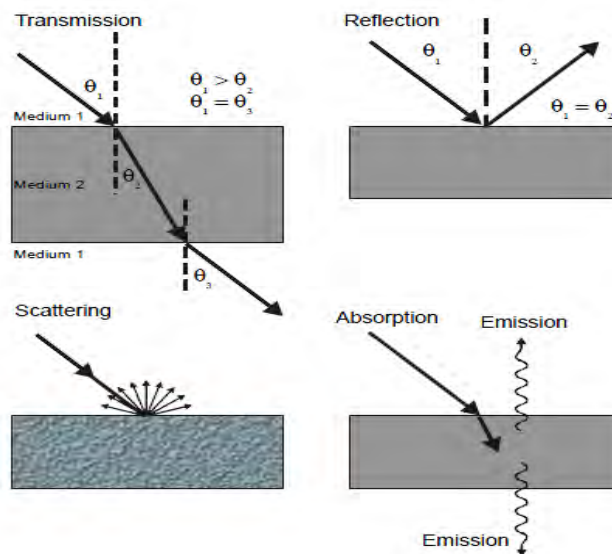 Transmission
θ₁
θ₁ > θ₂
θ₁ = θ₃
Medium 1
Medium 2
θ₂
Medium 1
θ₃
Reflection
θ₁
θ₂
θ₁ = θ₂
Scattering
Absorption
Emission
Emission